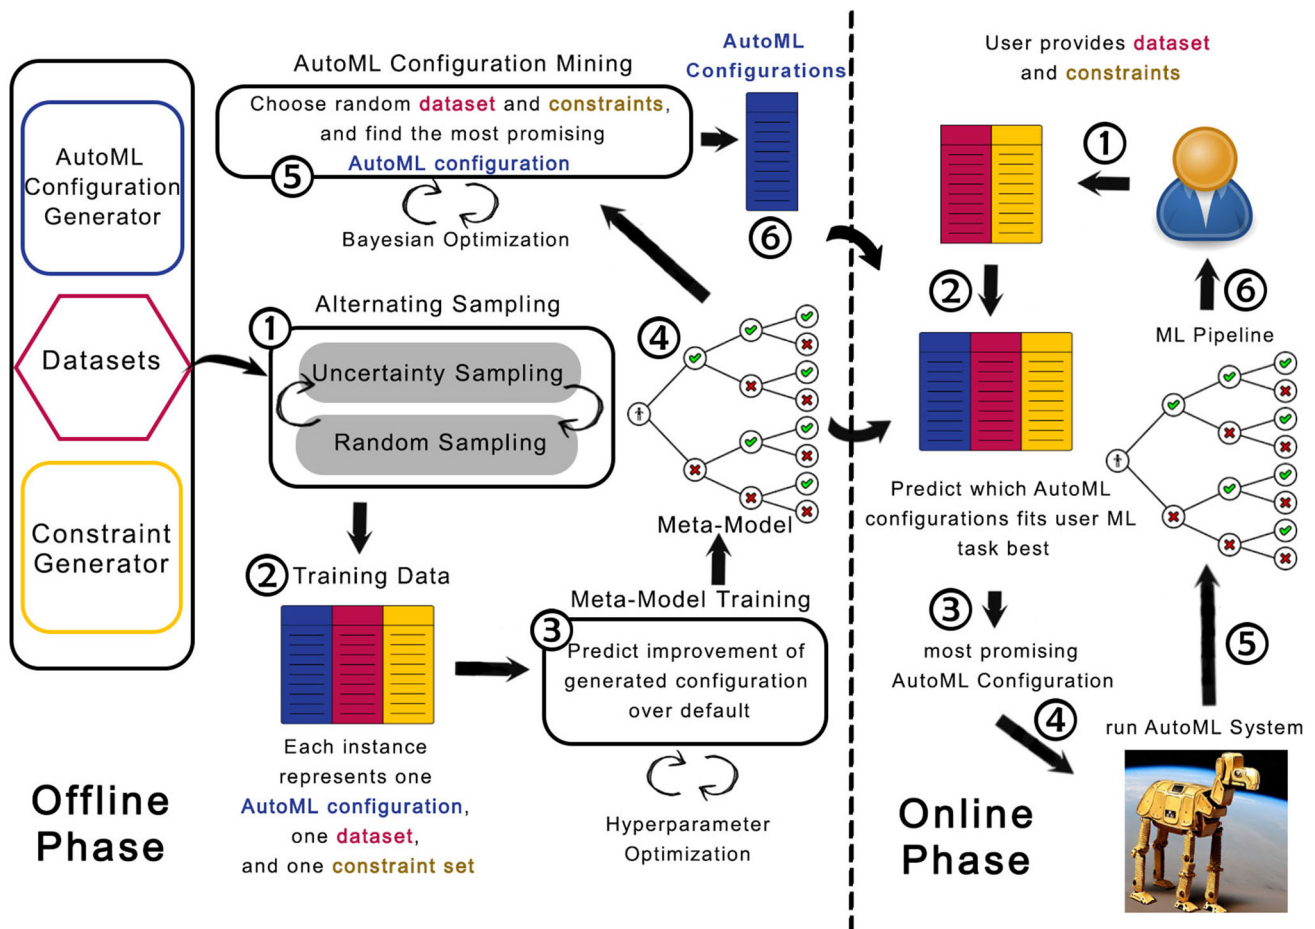 AutoML
Configuration
Generator
Datasets
Constraint
Generator
Offline
Phase
AutoML Configuration Mining
Choose random dataset and constraints,
and find the most promising
AutoML configuration
5
Bayesian Optimization
AutoML
Configurations
6
Alternating Sampling
1
Uncertainty Sampling
Random Sampling
2 Training Data
Each instance
represents one
AutoML configuration,
one dataset,
and one constraint set
Meta-Model Training
3
Predict improvement of
generated configuration
over default
Hyperparameter
Optimization
4
Meta-Model
User provides dataset
and constraints
1
2
Predict which AutoML
configurations fits user ML
task best
3
most promising
AutoML Configuration
4
run AutoML System
5
ML Pipeline
6
Online
Phase